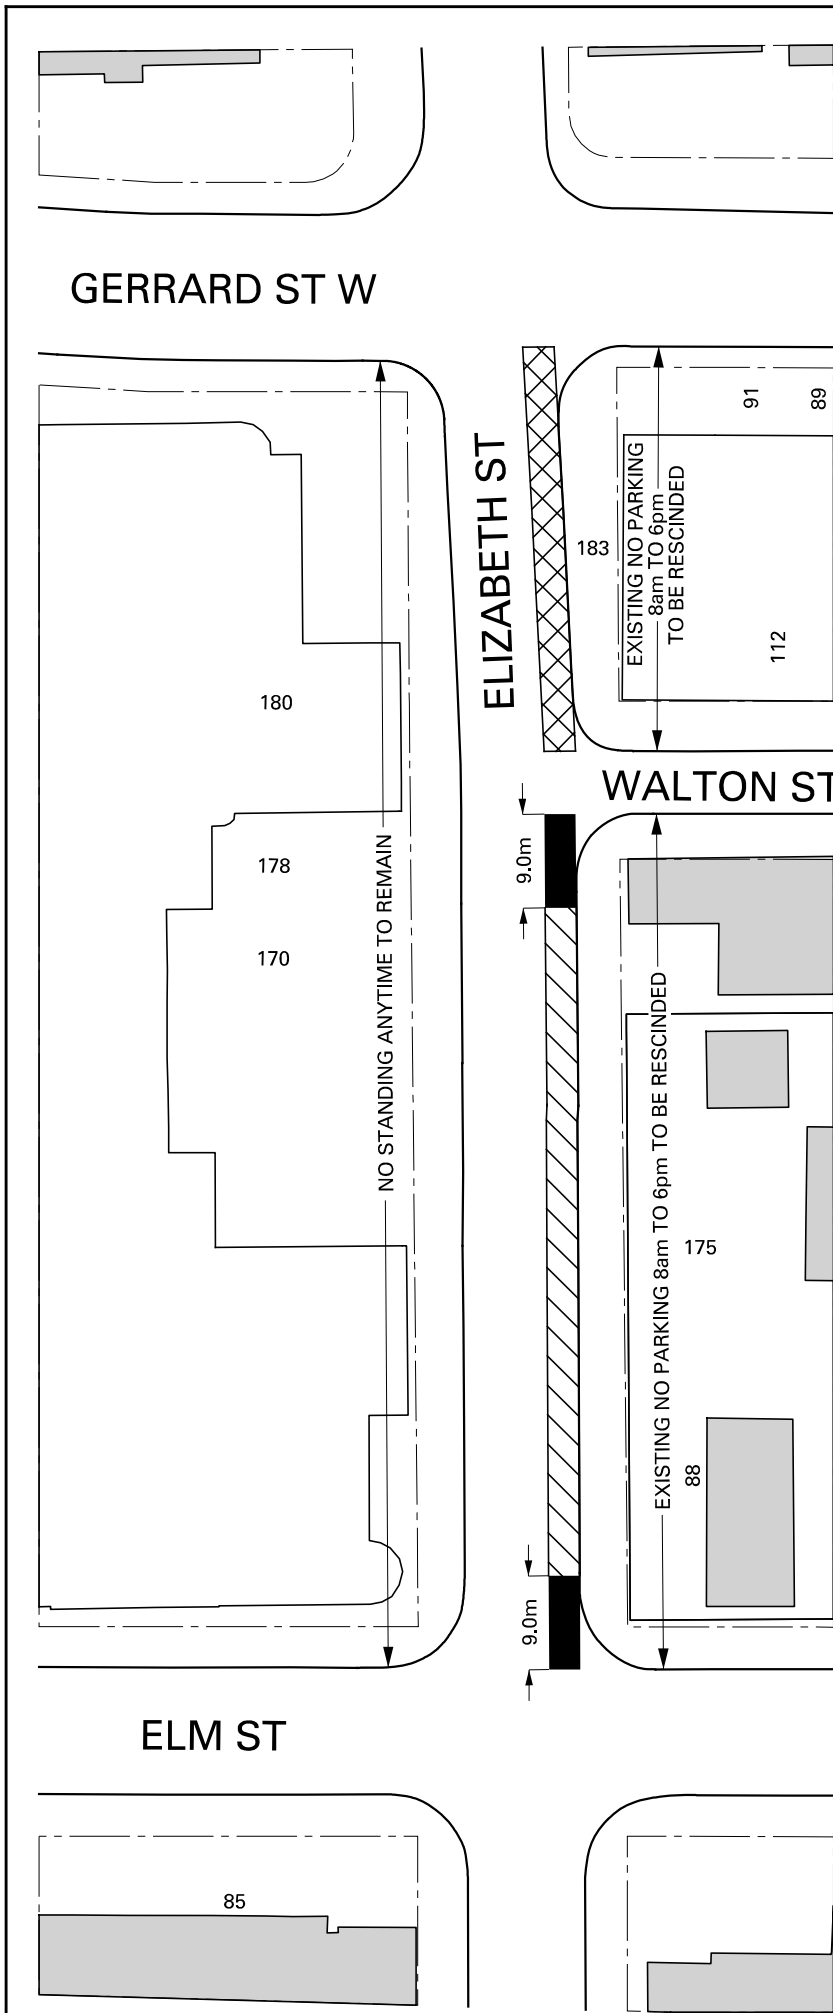 GERRARD ST W
ELIZABETH ST
91
89
EXISTING NO PARKING
8am TO 6pm
TO BE RESCINDED
183
112
180
WALTON ST
9.0m
178
170
NO STANDING ANYTIME TO REMAIN
EXISTING NO PARKING 8am TO 6pm TO BE RESCINDED
175
88
9.0m
ELM ST
85